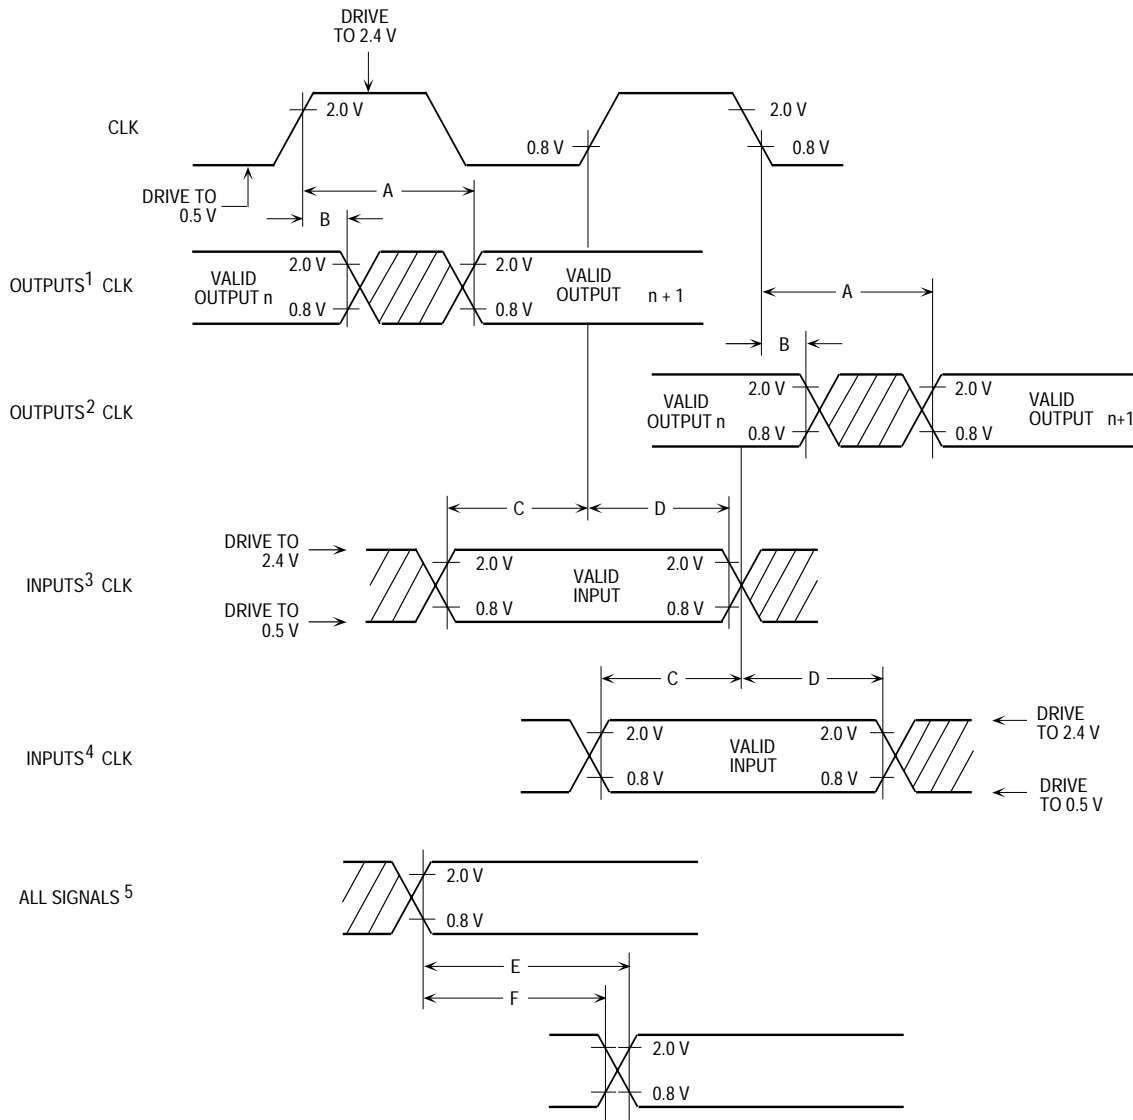 DRIVE
TO 2.4 V
2.0 V
2.0 V
CLK
0.8 V
0.8 V
DRIVE TO
0.5 V
A
B
OUTPUTS1 CLK
VALID
OUTPUT n
2.0 V
0.8 V
2.0 V
0.8 V
VALID
OUTPUT n + 1
A
B
OUTPUTS2 CLK
VALID
OUTPUT n
2.0 V
0.8 V
2.0 V
0.8 V
VALID
OUTPUT n+1
C
D
DRIVE TO
2.4 V
INPUTS3 CLK
DRIVE TO
0.5 V
2.0 V
0.8 V
VALID
INPUT
2.0 V
0.8 V
C
D
INPUTS4 CLK
2.0 V
0.8 V
VALID
INPUT
2.0 V
0.8 V
DRIVE
TO 2.4 V
DRIVE
TO 0.5 V
ALL SIGNALS5
2.0 V
0.8 V
E
F
2.0 V
0.8 V